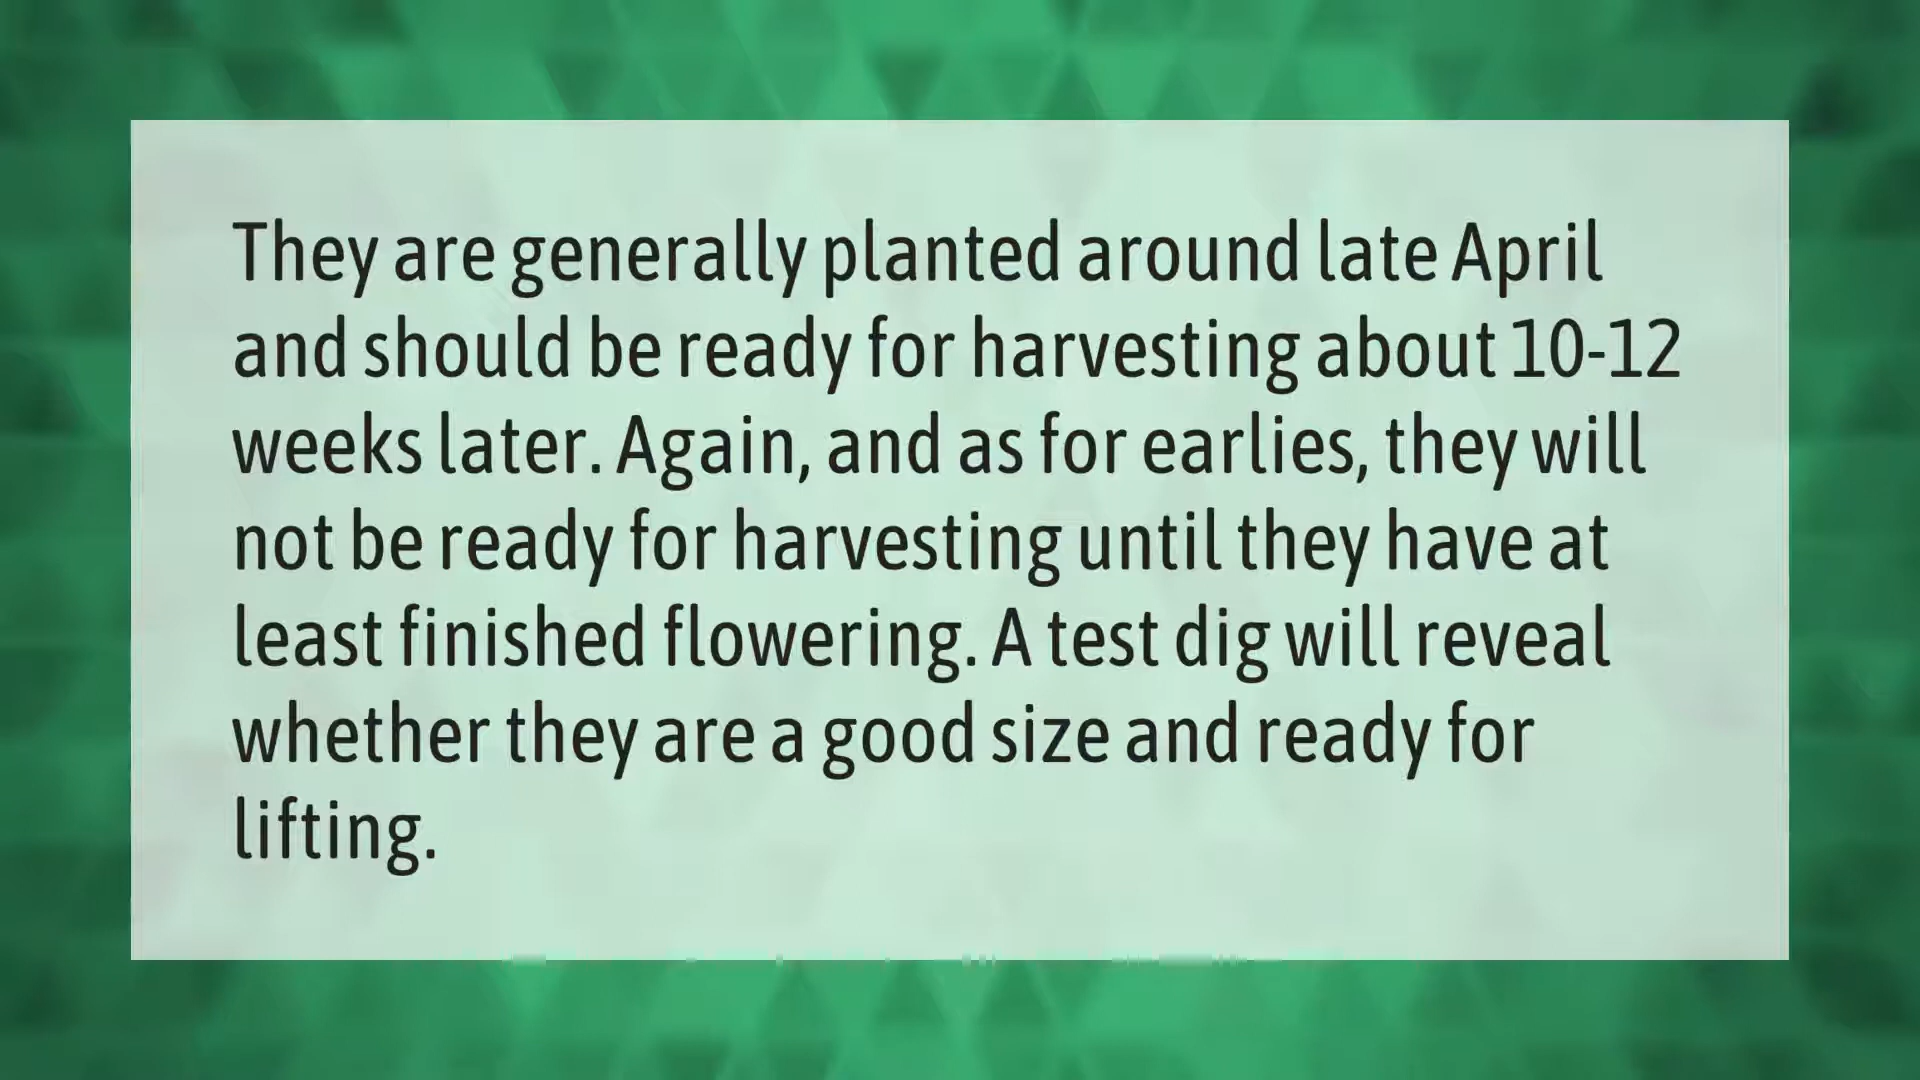 They are generally planted around late April
and should be ready for harvesting about 10-12
weeks later. Again, and as for earlies, they will
not be ready for harvesting until they have at
least finished flowering. A test dig will reveal
whether they are a good size and ready for
lifting.